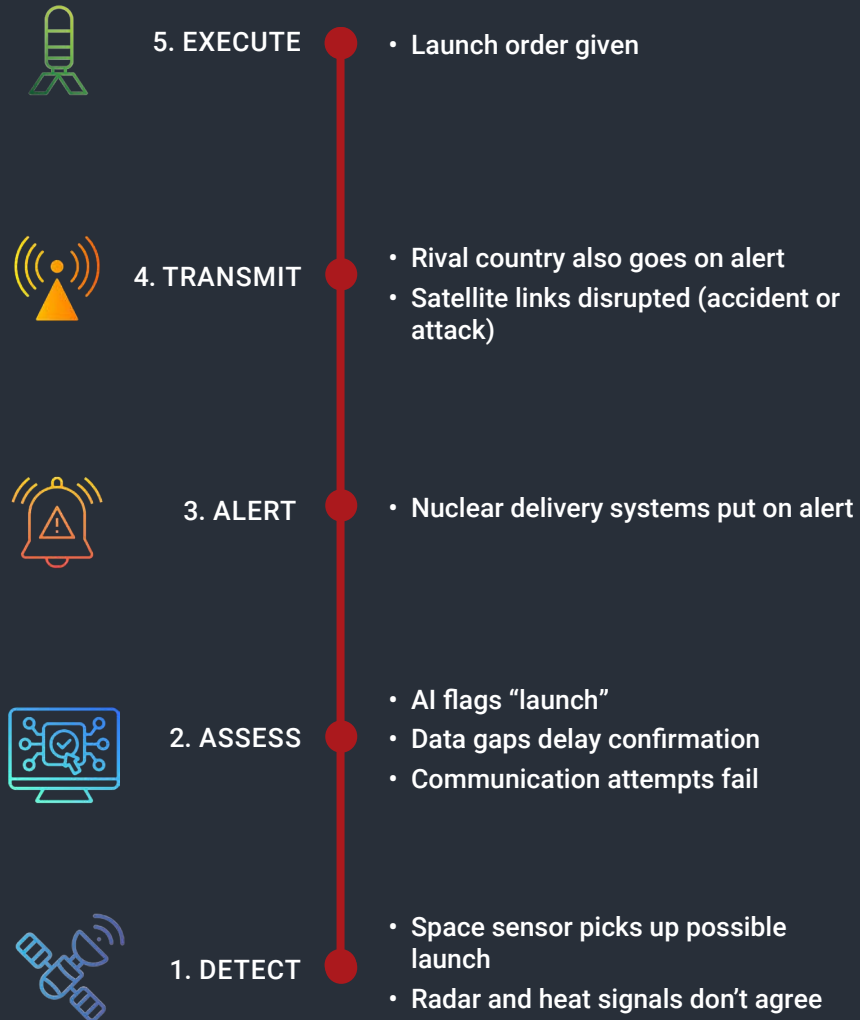 5. EXECUTE
• Launch order given
4. TRANSMIT
• Rival country also goes on alert
• Satellite links disrupted (accident or
attack)
3. ALERT
• Nuclear delivery systems put on alert
2. ASSESS
• AI flags “launch”
• Data gaps delay confirmation
• Communication attempts fail
1. DETECT
• Space sensor picks up possible
launch
• Radar and heat signals don’t agree